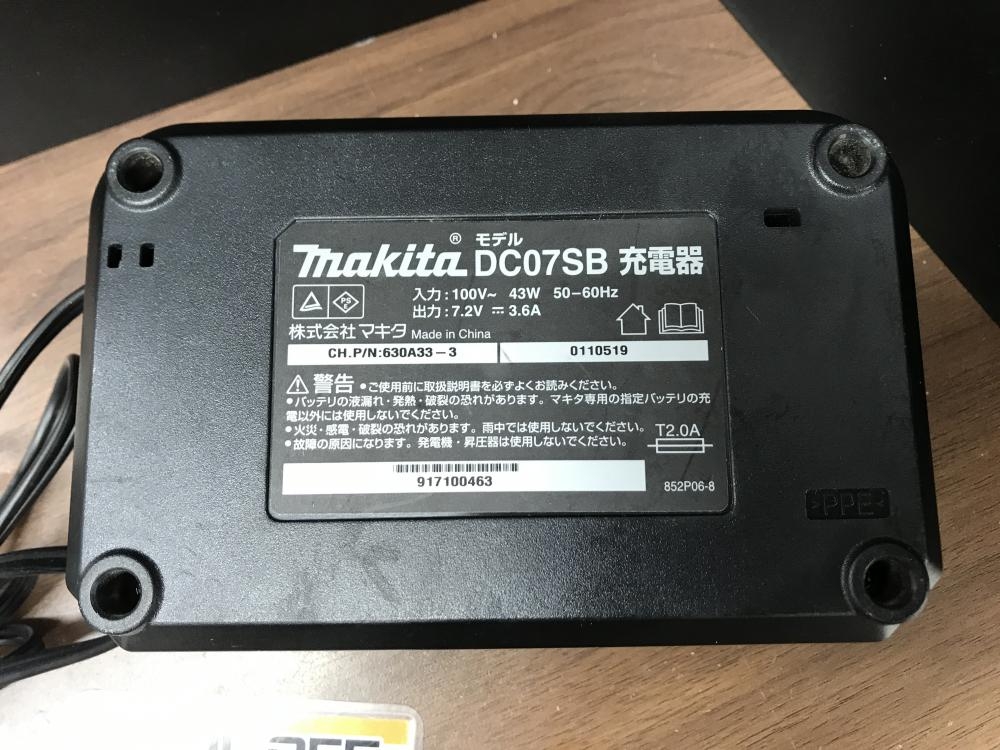 makita® モデル DC07SB 充電器
入力:100V~ 43W 50-60Hz
出力:7.2V ⎓ 3.6A
PS E
株式会社 マキタ Made in China
CH.P/N:630A33-3 0110519
⚠警告 •ご使用前に取扱説明書を必ずよくお読みください。
•バッテリの液漏れ・発熱・破裂の恐れがあります。マキタ専用の指定バッテリの充
電以外には使用しないでください。
•火災・感電・破裂の恐れがあります。雨中では使用しないでください。
•故障の原因になります。発電機・昇圧器は使用しないでください。
T2.0A
917100463
852P06-8
>PPE<